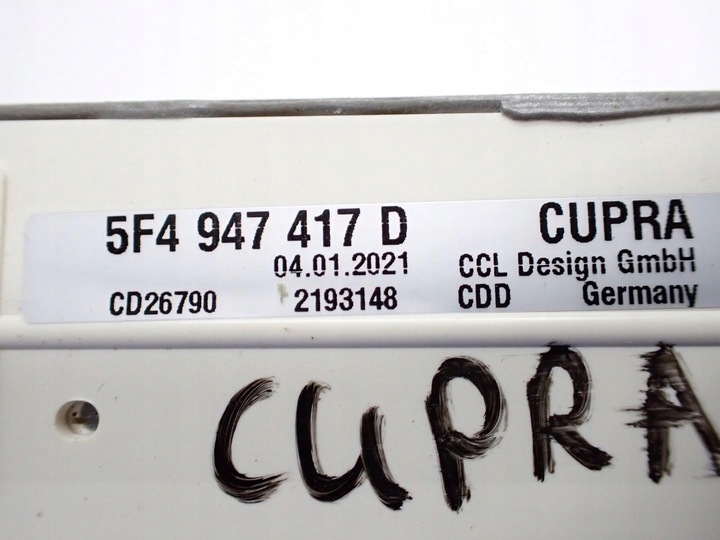 5F4 947 417 D CUPRA
04.01.2021 CCL Design GmbH
CD26790 2193148 CDD Germany
CUPRA